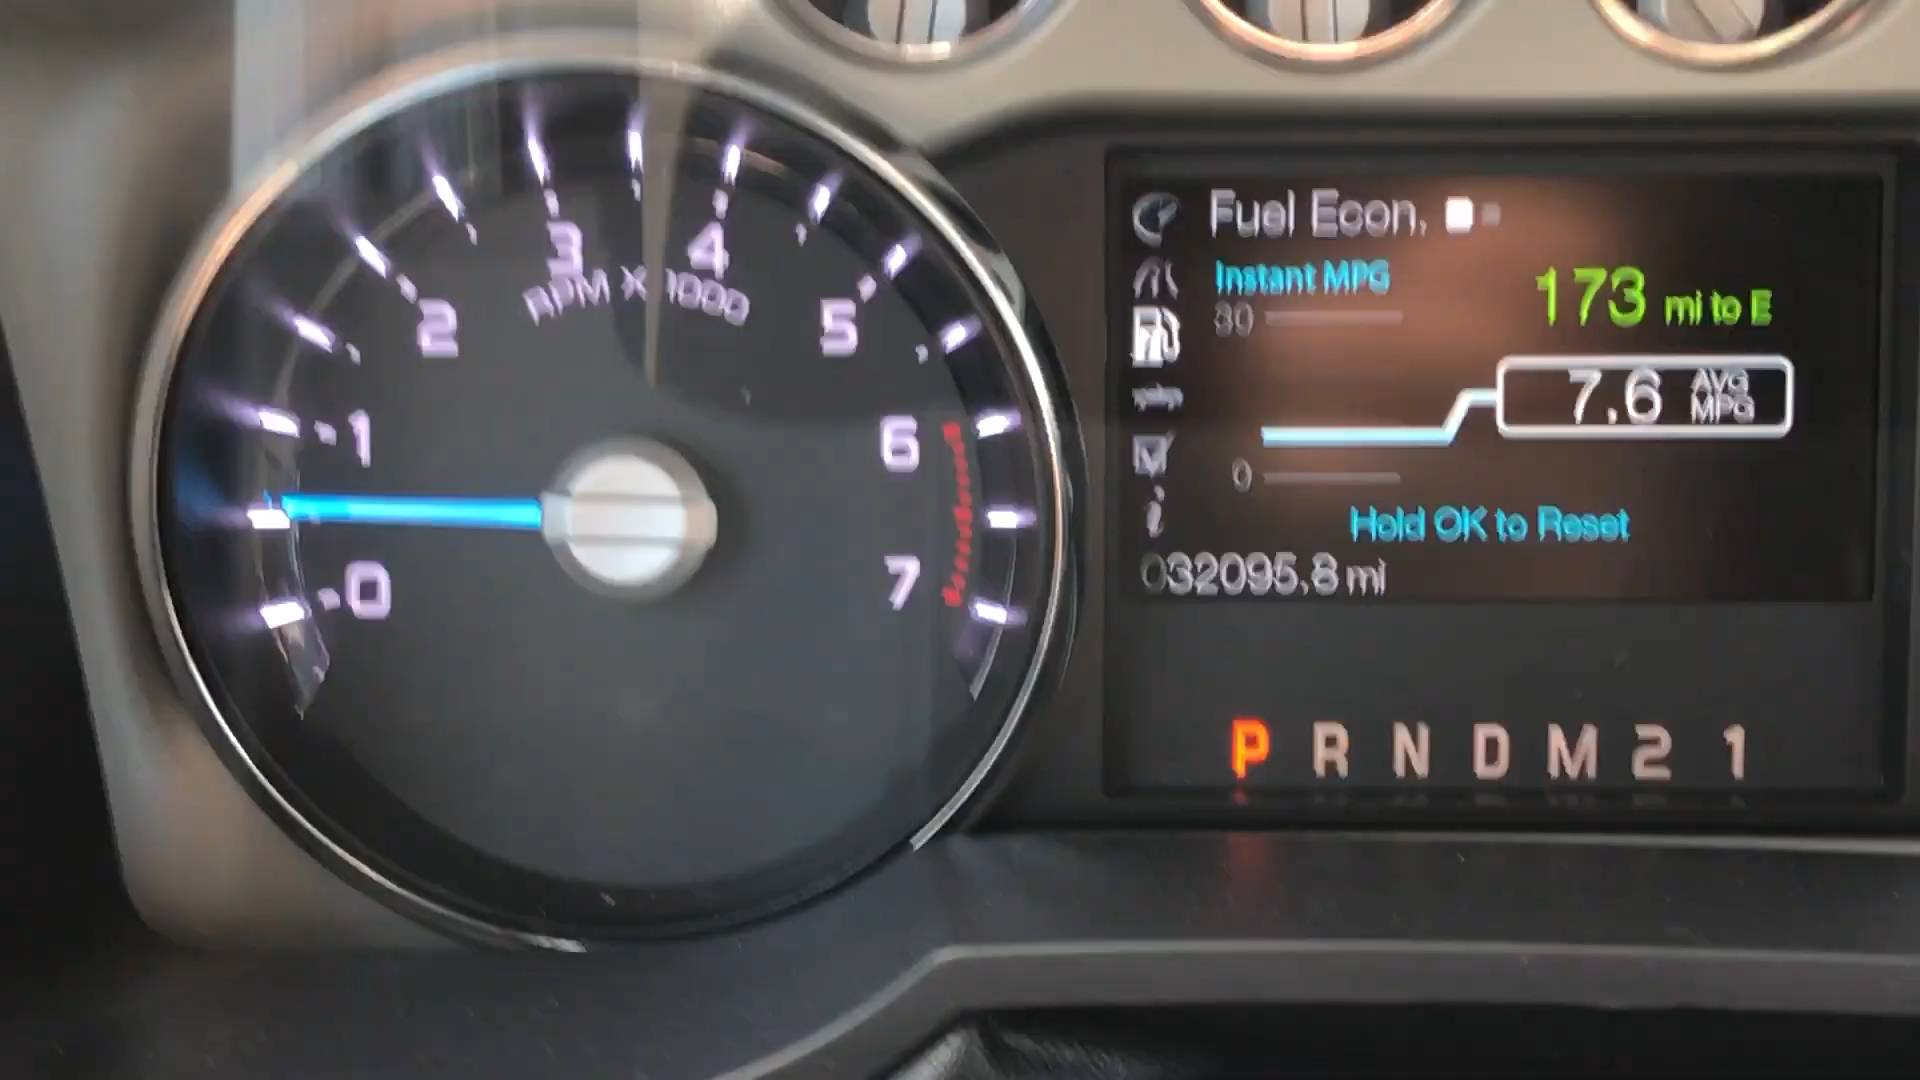 0
1
2
3
4
5
6
7
RPM X 1000
Fuel Econ.
Instant MPG
173 mi to E
30
7.6 AVG MPG
0
Hold OK to Reset
032095.8 mi
P R N D M 2 1